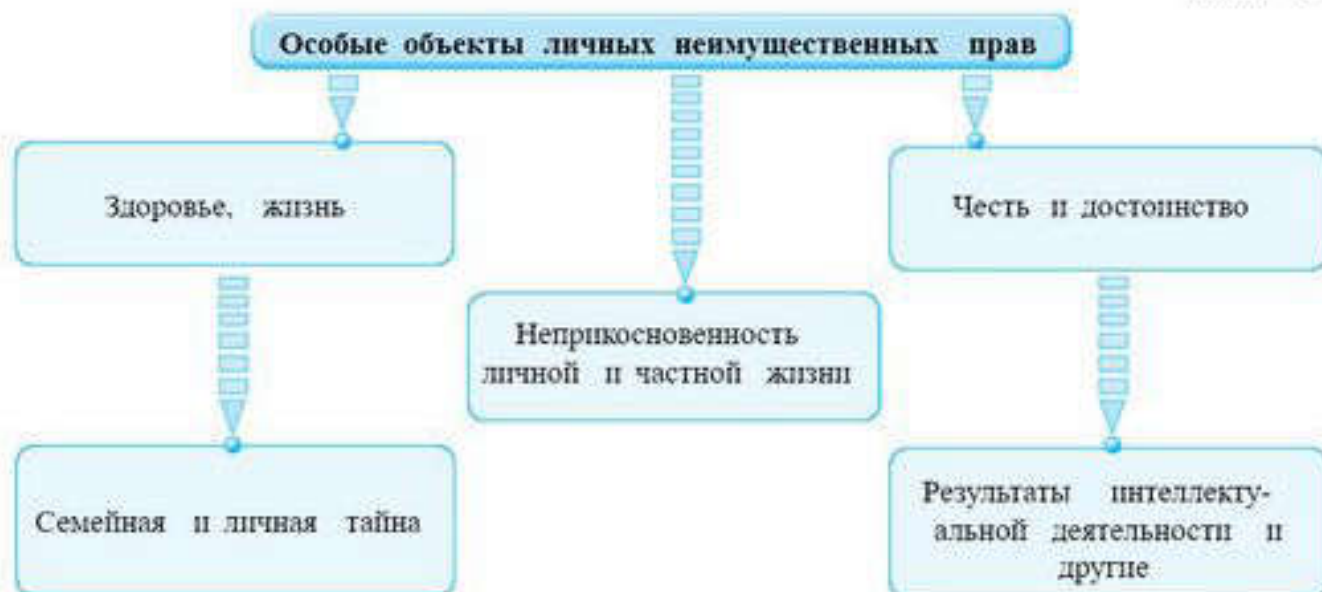 Особые объекты личных неимущественных прав
Здоровье, жизнь
Честь и достоинство
Неприкосновенность
личной и частной жизни
Семейная и личная тайна
Результаты интеллекту-
альной деятельности и
другие